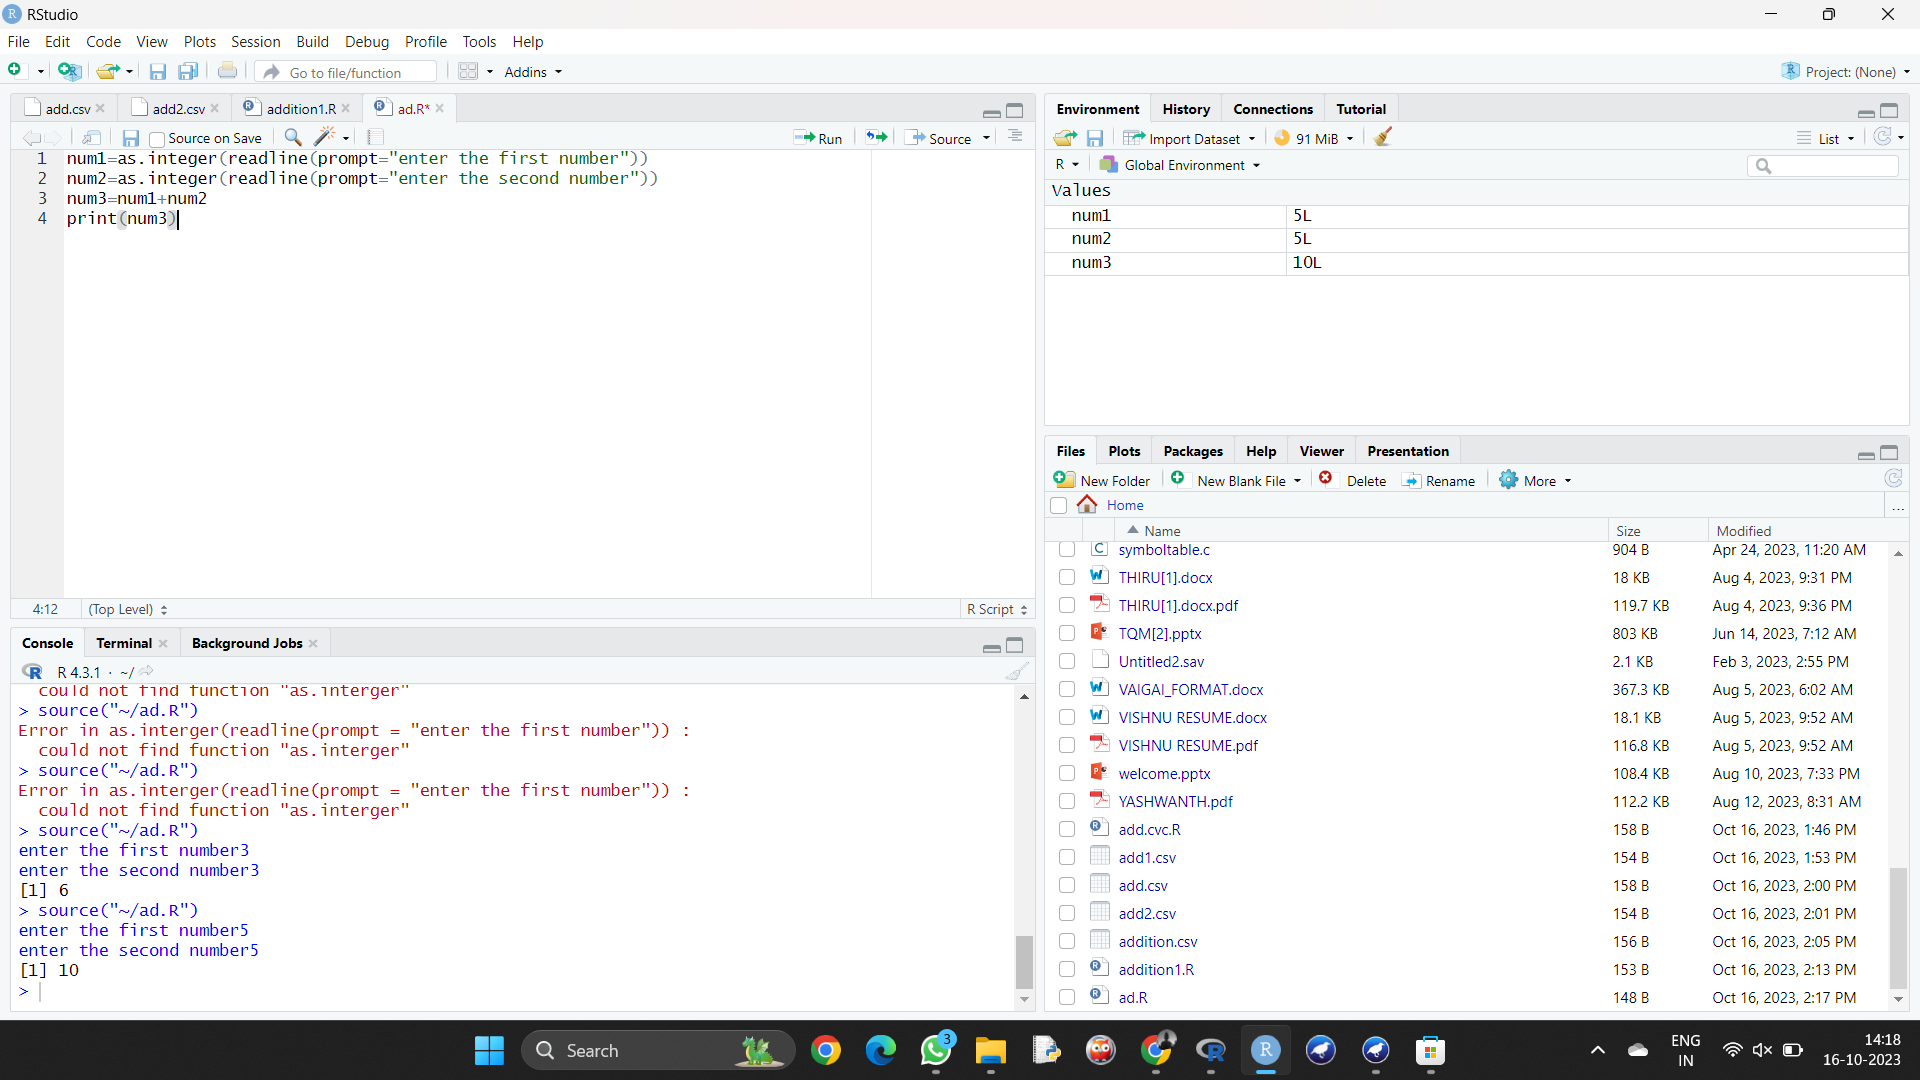 RStudio
File Edit Code View Plots Session Build Debug Profile Tools Help
Go to file/function Addins Project: (None)
add.csv add2.csv addition1.R ad.R*
Source on Save Run Source
1 num1=as.integer(readline(prompt="enter the first number"))
2 num2=as.integer(readline(prompt="enter the second number"))
3 num3=num1+num2
4 print(num3)
4:12 (Top Level) R Script
Console Terminal Background Jobs
R 4.3.1 · ~/
could not find function "as.interger"
> source("~/ad.R")
Error in as.interger(readline(prompt = "enter the first number")) :
could not find function "as.interger"
> source("~/ad.R")
Error in as.interger(readline(prompt = "enter the first number")) :
could not find function "as.interger"
> source("~/ad.R")
enter the first number3
enter the second number3
[1] 6
> source("~/ad.R")
enter the first number5
enter the second number5
[1] 10
>
Environment History Connections Tutorial
Import Dataset 91 MiB List
R Global Environment
Values
num1 5L
num2 5L
num3 10L
Files Plots Packages Help Viewer Presentation
New Folder New Blank File Delete Rename More
Home ...
Name Size Modified
symboltable.c 904 B Apr 24, 2023, 11:20 AM
THIRU[1].docx 18 KB Aug 4, 2023, 9:31 PM
THIRU[1].docx.pdf 119.7 KB Aug 4, 2023, 9:36 PM
TQM[2].pptx 803 KB Jun 14, 2023, 7:12 AM
Untitled2.sav 2.1 KB Feb 3, 2023, 2:55 PM
VAIGAI_FORMAT.docx 367.3 KB Aug 5, 2023, 6:02 AM
VISHNU RESUME.docx 18.1 KB Aug 5, 2023, 9:52 AM
VISHNU RESUME.pdf 116.8 KB Aug 5, 2023, 9:52 AM
welcome.pptx 108.4 KB Aug 10, 2023, 7:33 PM
YASHWANTH.pdf 112.2 KB Aug 12, 2023, 8:31 AM
add.cvc.R 158 B Oct 16, 2023, 1:46 PM
add1.csv 154 B Oct 16, 2023, 1:53 PM
add.csv 158 B Oct 16, 2023, 2:00 PM
add2.csv 154 B Oct 16, 2023, 2:01 PM
addition.csv 156 B Oct 16, 2023, 2:05 PM
addition1.R 153 B Oct 16, 2023, 2:13 PM
ad.R 148 B Oct 16, 2023, 2:17 PM
Search 3 ENG 14:18
IN 16-10-2023